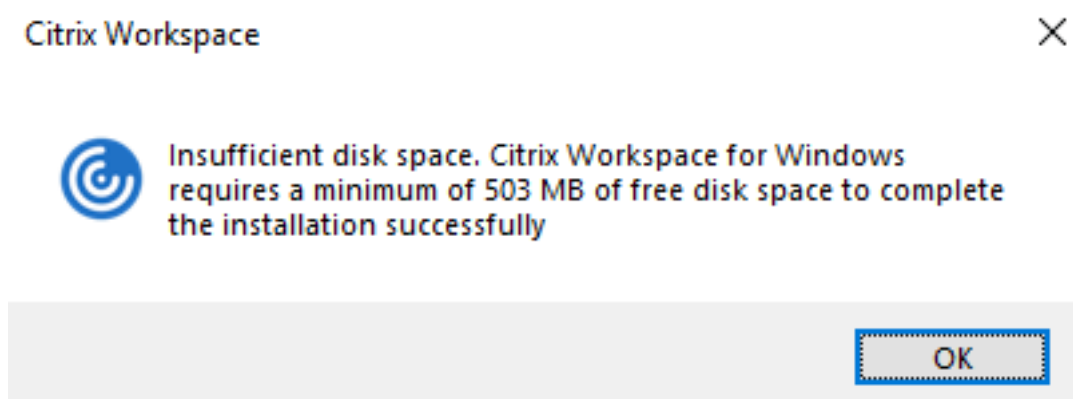 Citrix Workspace
Insufficient disk space. Citrix Workspace for Windows
requires a minimum of 503 MB of free disk space to complete
the installation successfully
OK